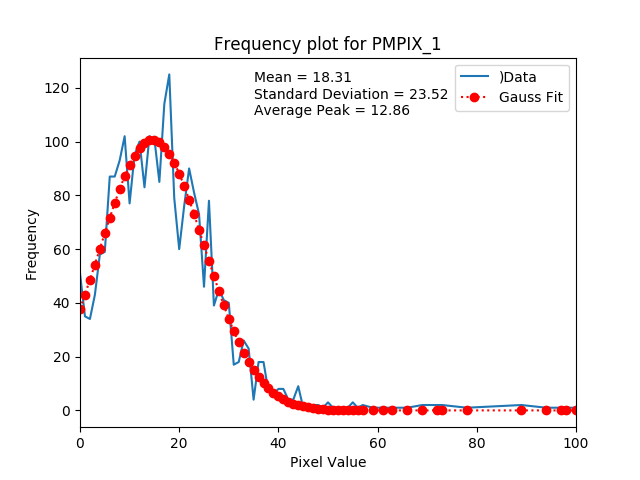 Frequency plot for PMPIX_1
Mean = 18.31
Standard Deviation = 23.52
Average Peak = 12.86
)Data
Gauss Fit
Frequency
120
100
80
60
40
20
0
0 20 40 60 80 100
Pixel Value